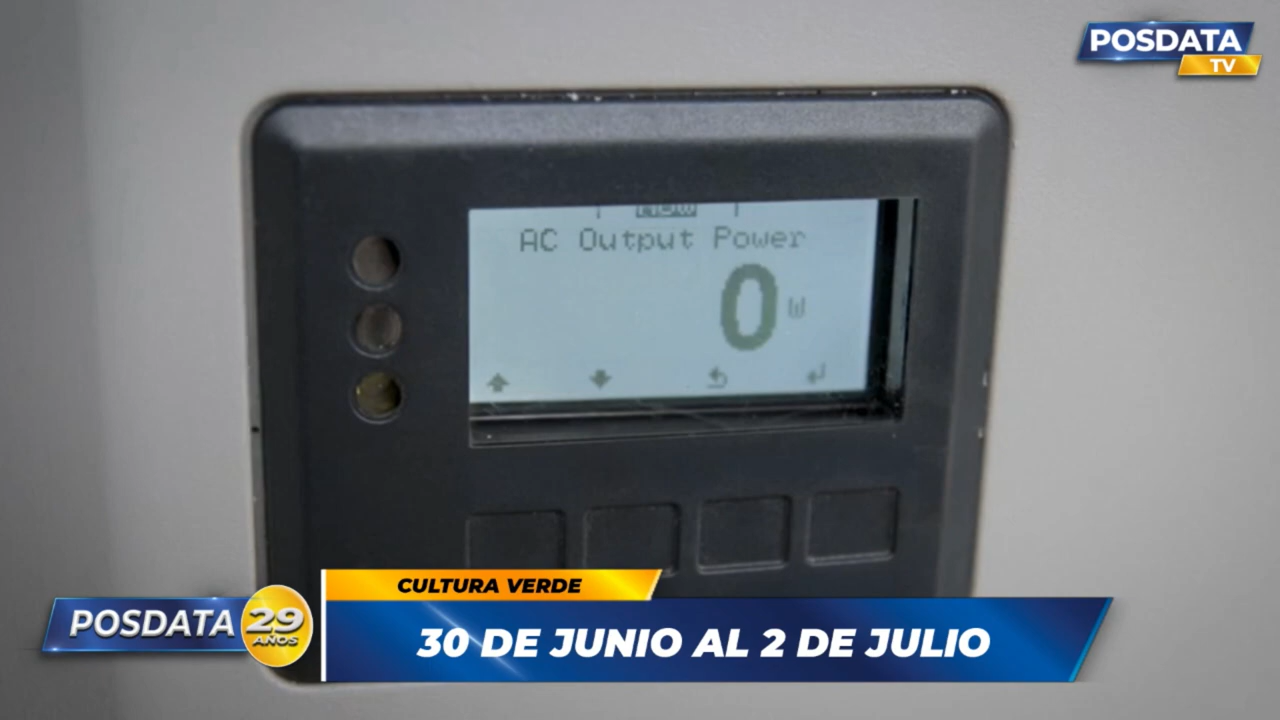 POSDATA
TV
AC Output Power
0 W
CULTURA VERDE
POSDATA 29
AÑOS
30 DE JUNIO AL 2 DE JULIO